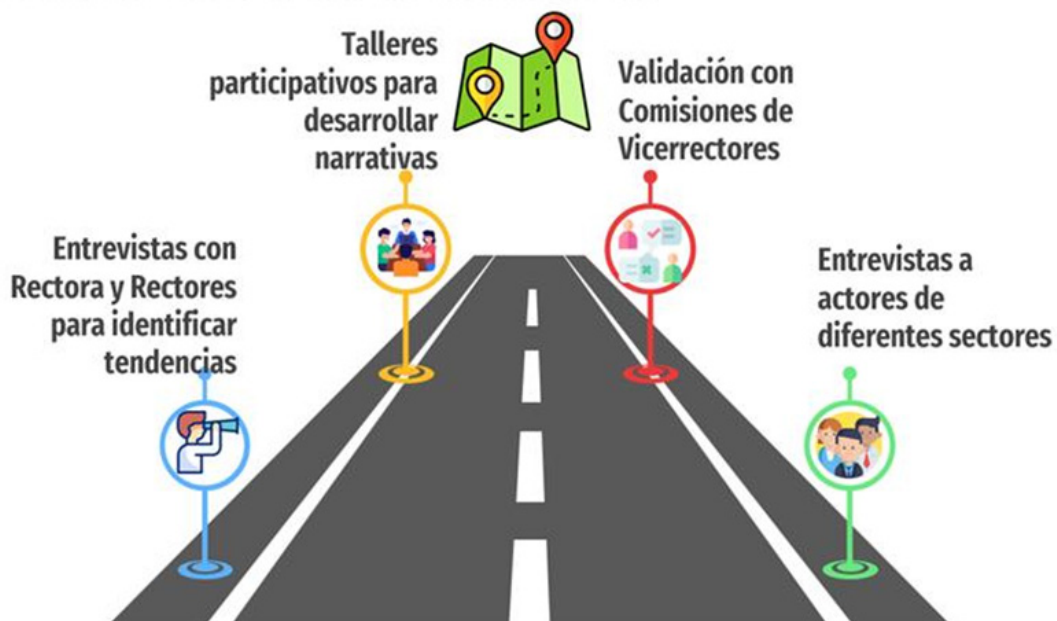 Entrevistas con
Rectora y Rectores
para identificar
tendencias
Talleres
participativos para
desarrollar
narrativas
Validación con
Comisiones de
Vicerrectores
Entrevistas a
actores de
diferentes sectores